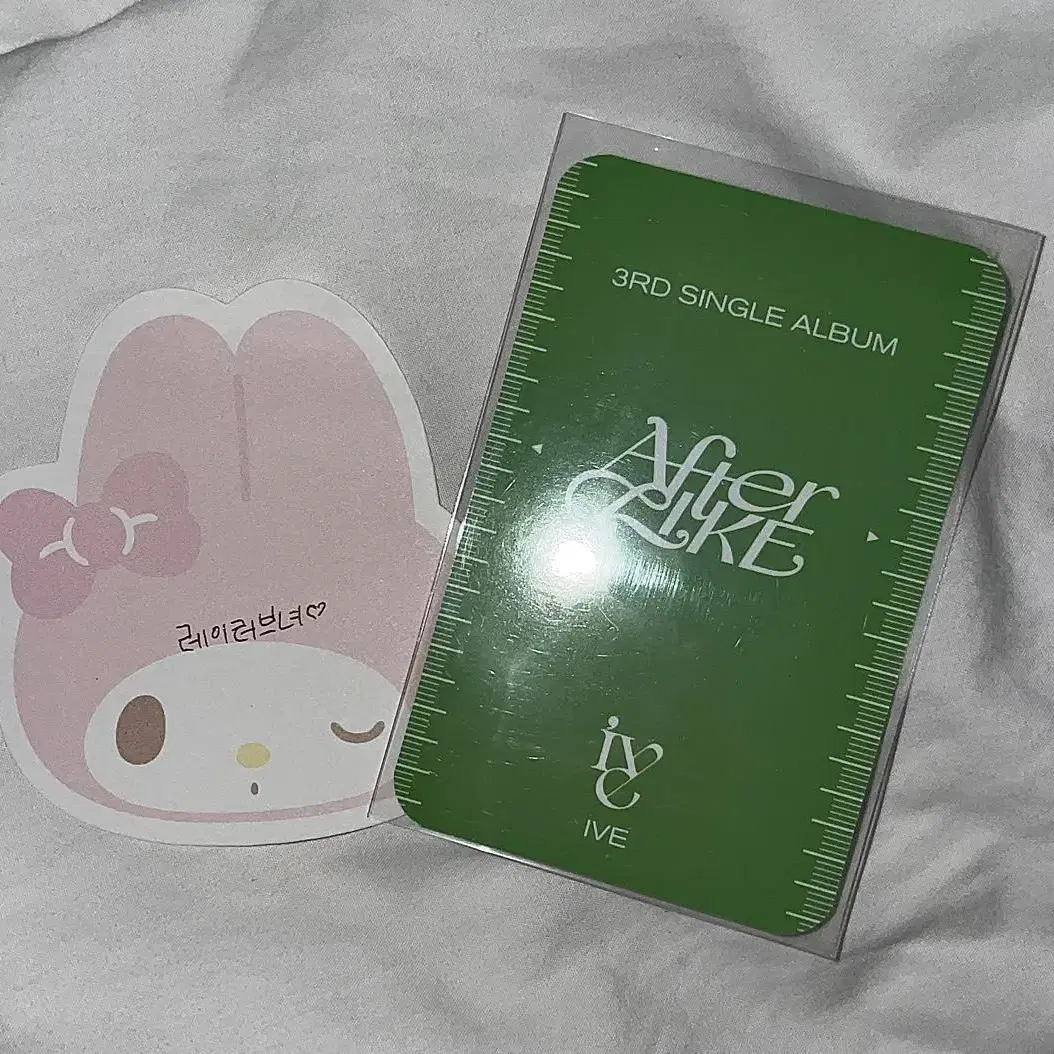 레이러브녀♡
3RD SINGLE ALBUM
After
LIKE
IVE
IVE